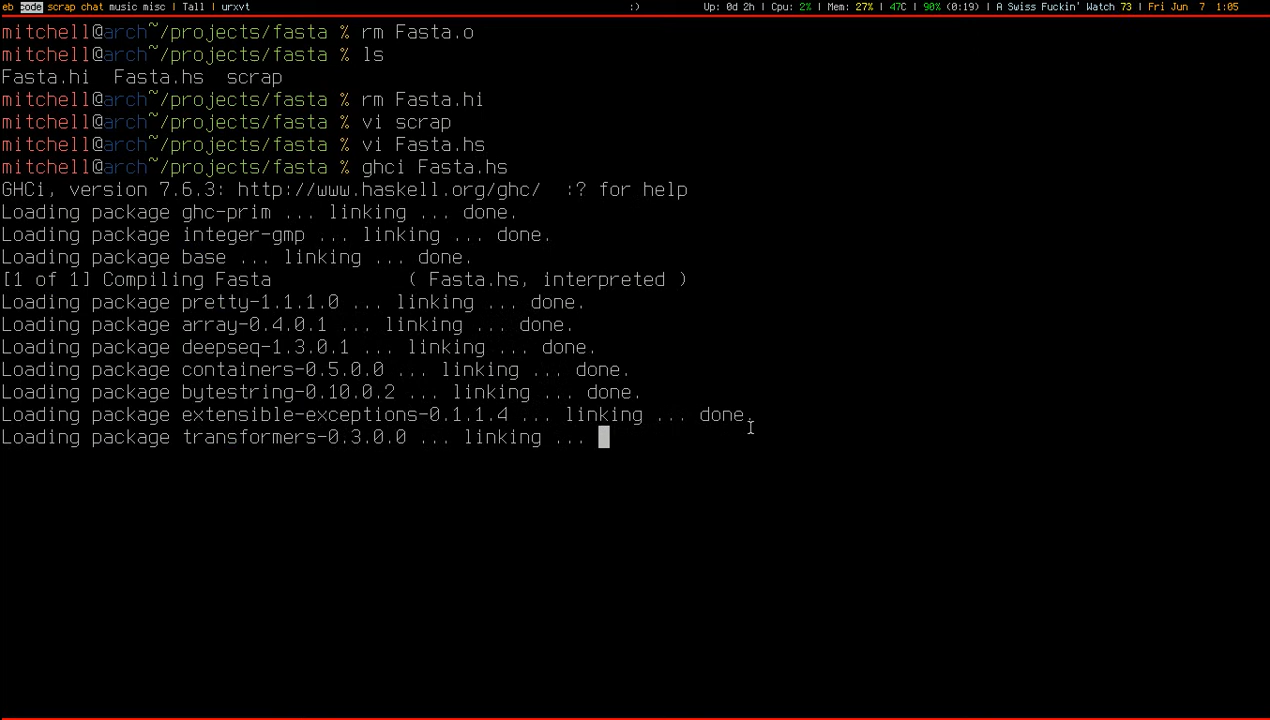 eb code scrap chat music misc | Tall | urxvt :) Up: 0d 2h | Cpu: 2% | Mem: 27% | 47C | 90% (0:19) | A Swiss Fuckin' Watch 73 | Fri Jun 7 1:05
mitchell@arch~/projects/fasta % rm Fasta.o
mitchell@arch~/projects/fasta % ls
Fasta.hi  Fasta.hs  scrap
mitchell@arch~/projects/fasta % rm Fasta.hi
mitchell@arch~/projects/fasta % vi scrap
mitchell@arch~/projects/fasta % vi Fasta.hs
mitchell@arch~/projects/fasta % ghci Fasta.hs
GHCi, version 7.6.3: http://www.haskell.org/ghc/  :? for help
Loading package ghc-prim ... linking ... done.
Loading package integer-gmp ... linking ... done.
Loading package base ... linking ... done.
[1 of 1] Compiling Fasta            ( Fasta.hs, interpreted )
Loading package pretty-1.1.1.0 ... linking ... done.
Loading package array-0.4.0.1 ... linking ... done.
Loading package deepseq-1.3.0.1 ... linking ... done.
Loading package containers-0.5.0.0 ... linking ... done.
Loading package bytestring-0.10.0.2 ... linking ... done.
Loading package extensible-exceptions-0.1.1.4 ... linking ... done.
Loading package transformers-0.3.0.0 ... linking ...